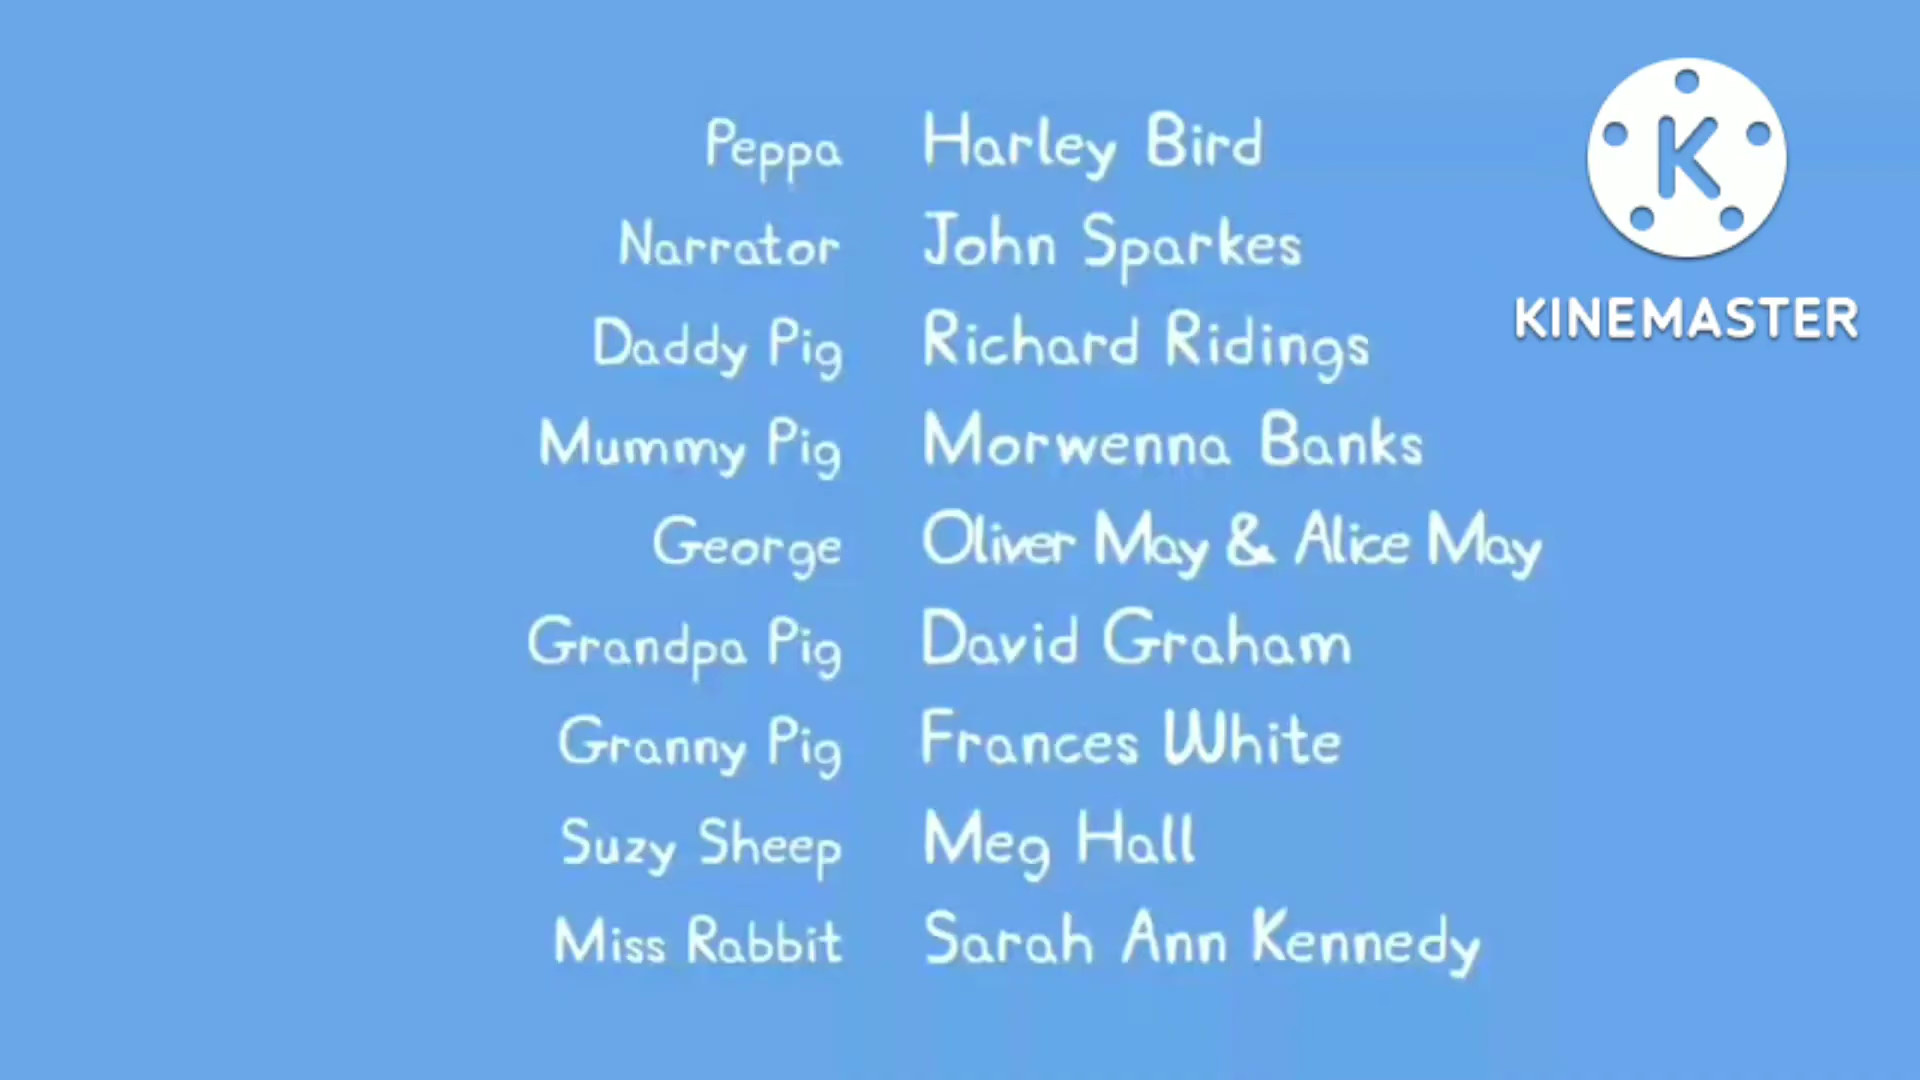 Peppa Harley Bird
Narrator John Sparkes
Daddy Pig Richard Ridings
Mummy Pig Morwenna Banks
George Oliver May & Alice May
Grandpa Pig David Graham
Granny Pig Frances White
Suzy Sheep Meg Hall
Miss Rabbit Sarah Ann Kennedy
K
KINEMASTER